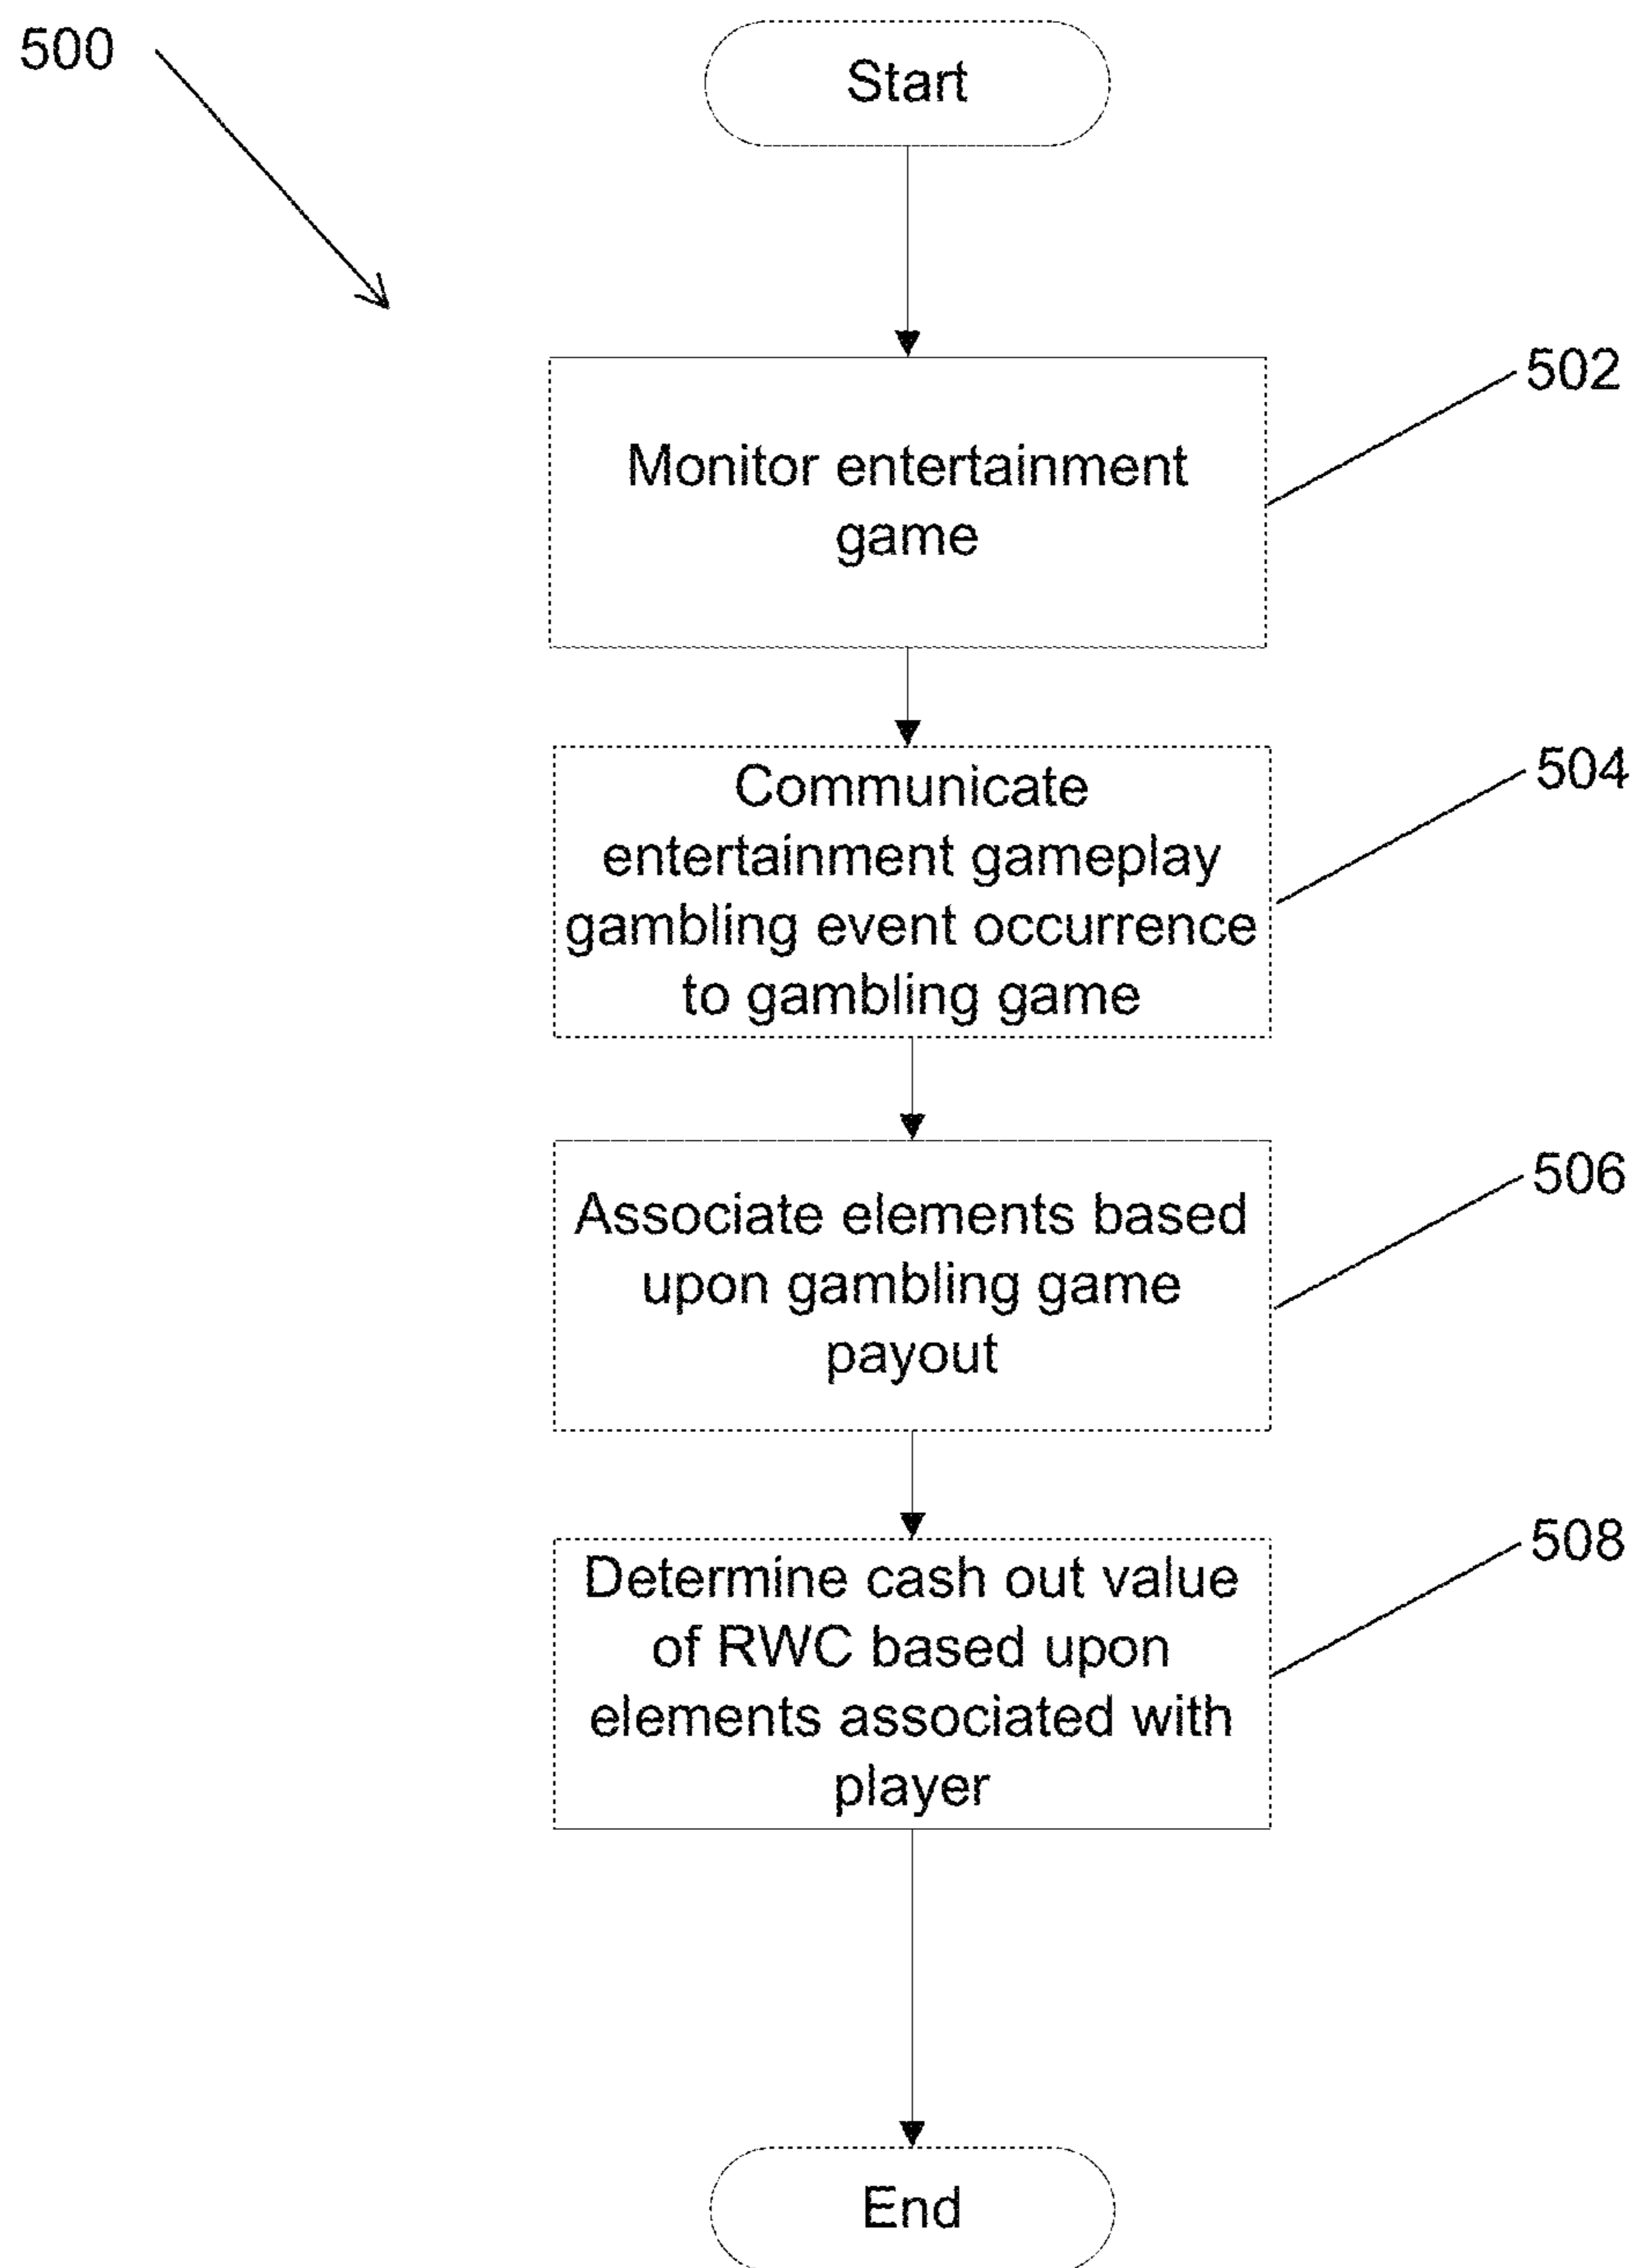 500
Start
502
Monitor entertainment
game
504
Communicate
entertainment gameplay
gambling event occurrence
to gambling game
506
Associate elements based
upon gambling game
payout
508
Determine cash out value
of RWC based upon
elements associated with
player
End